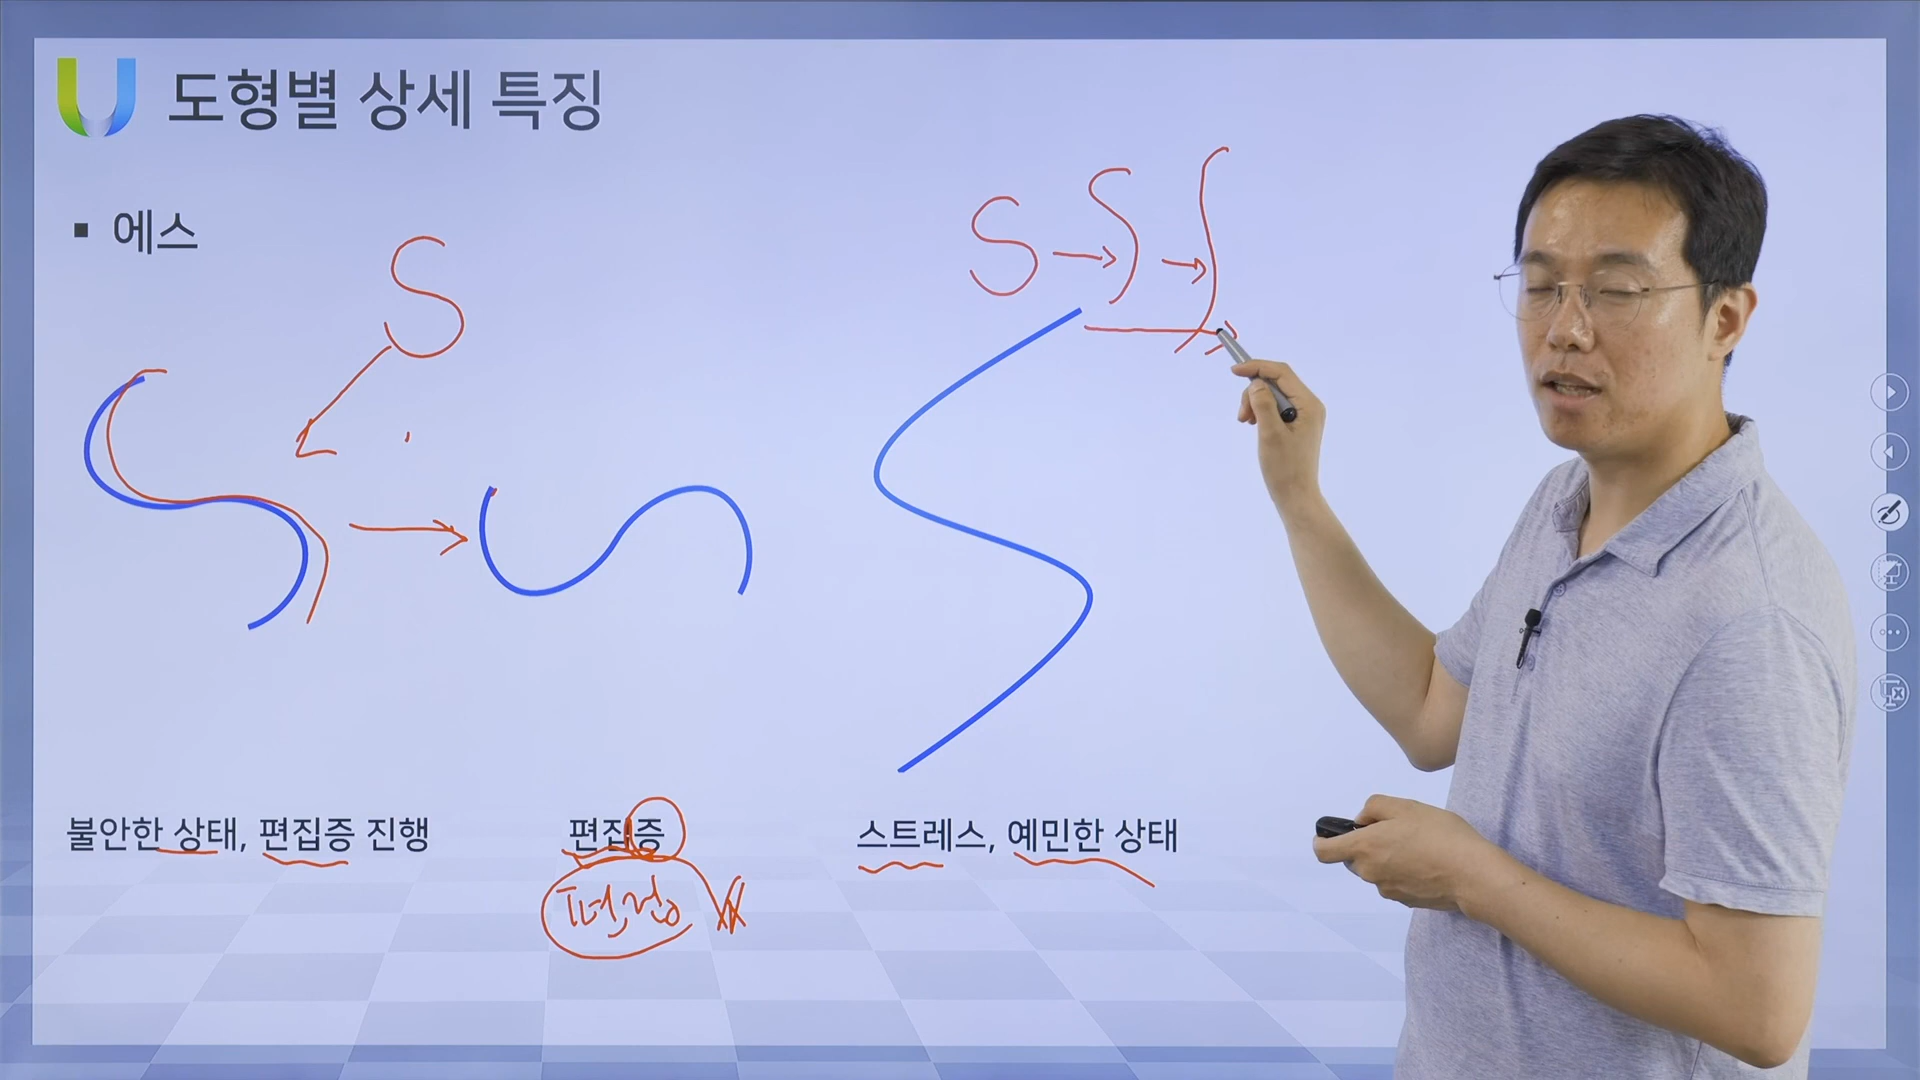 도형별 상세 특징
▪ 에스
S
S → S → S
불안한 상태, 편집증 진행
편집증
스트레스, 예민한 상태